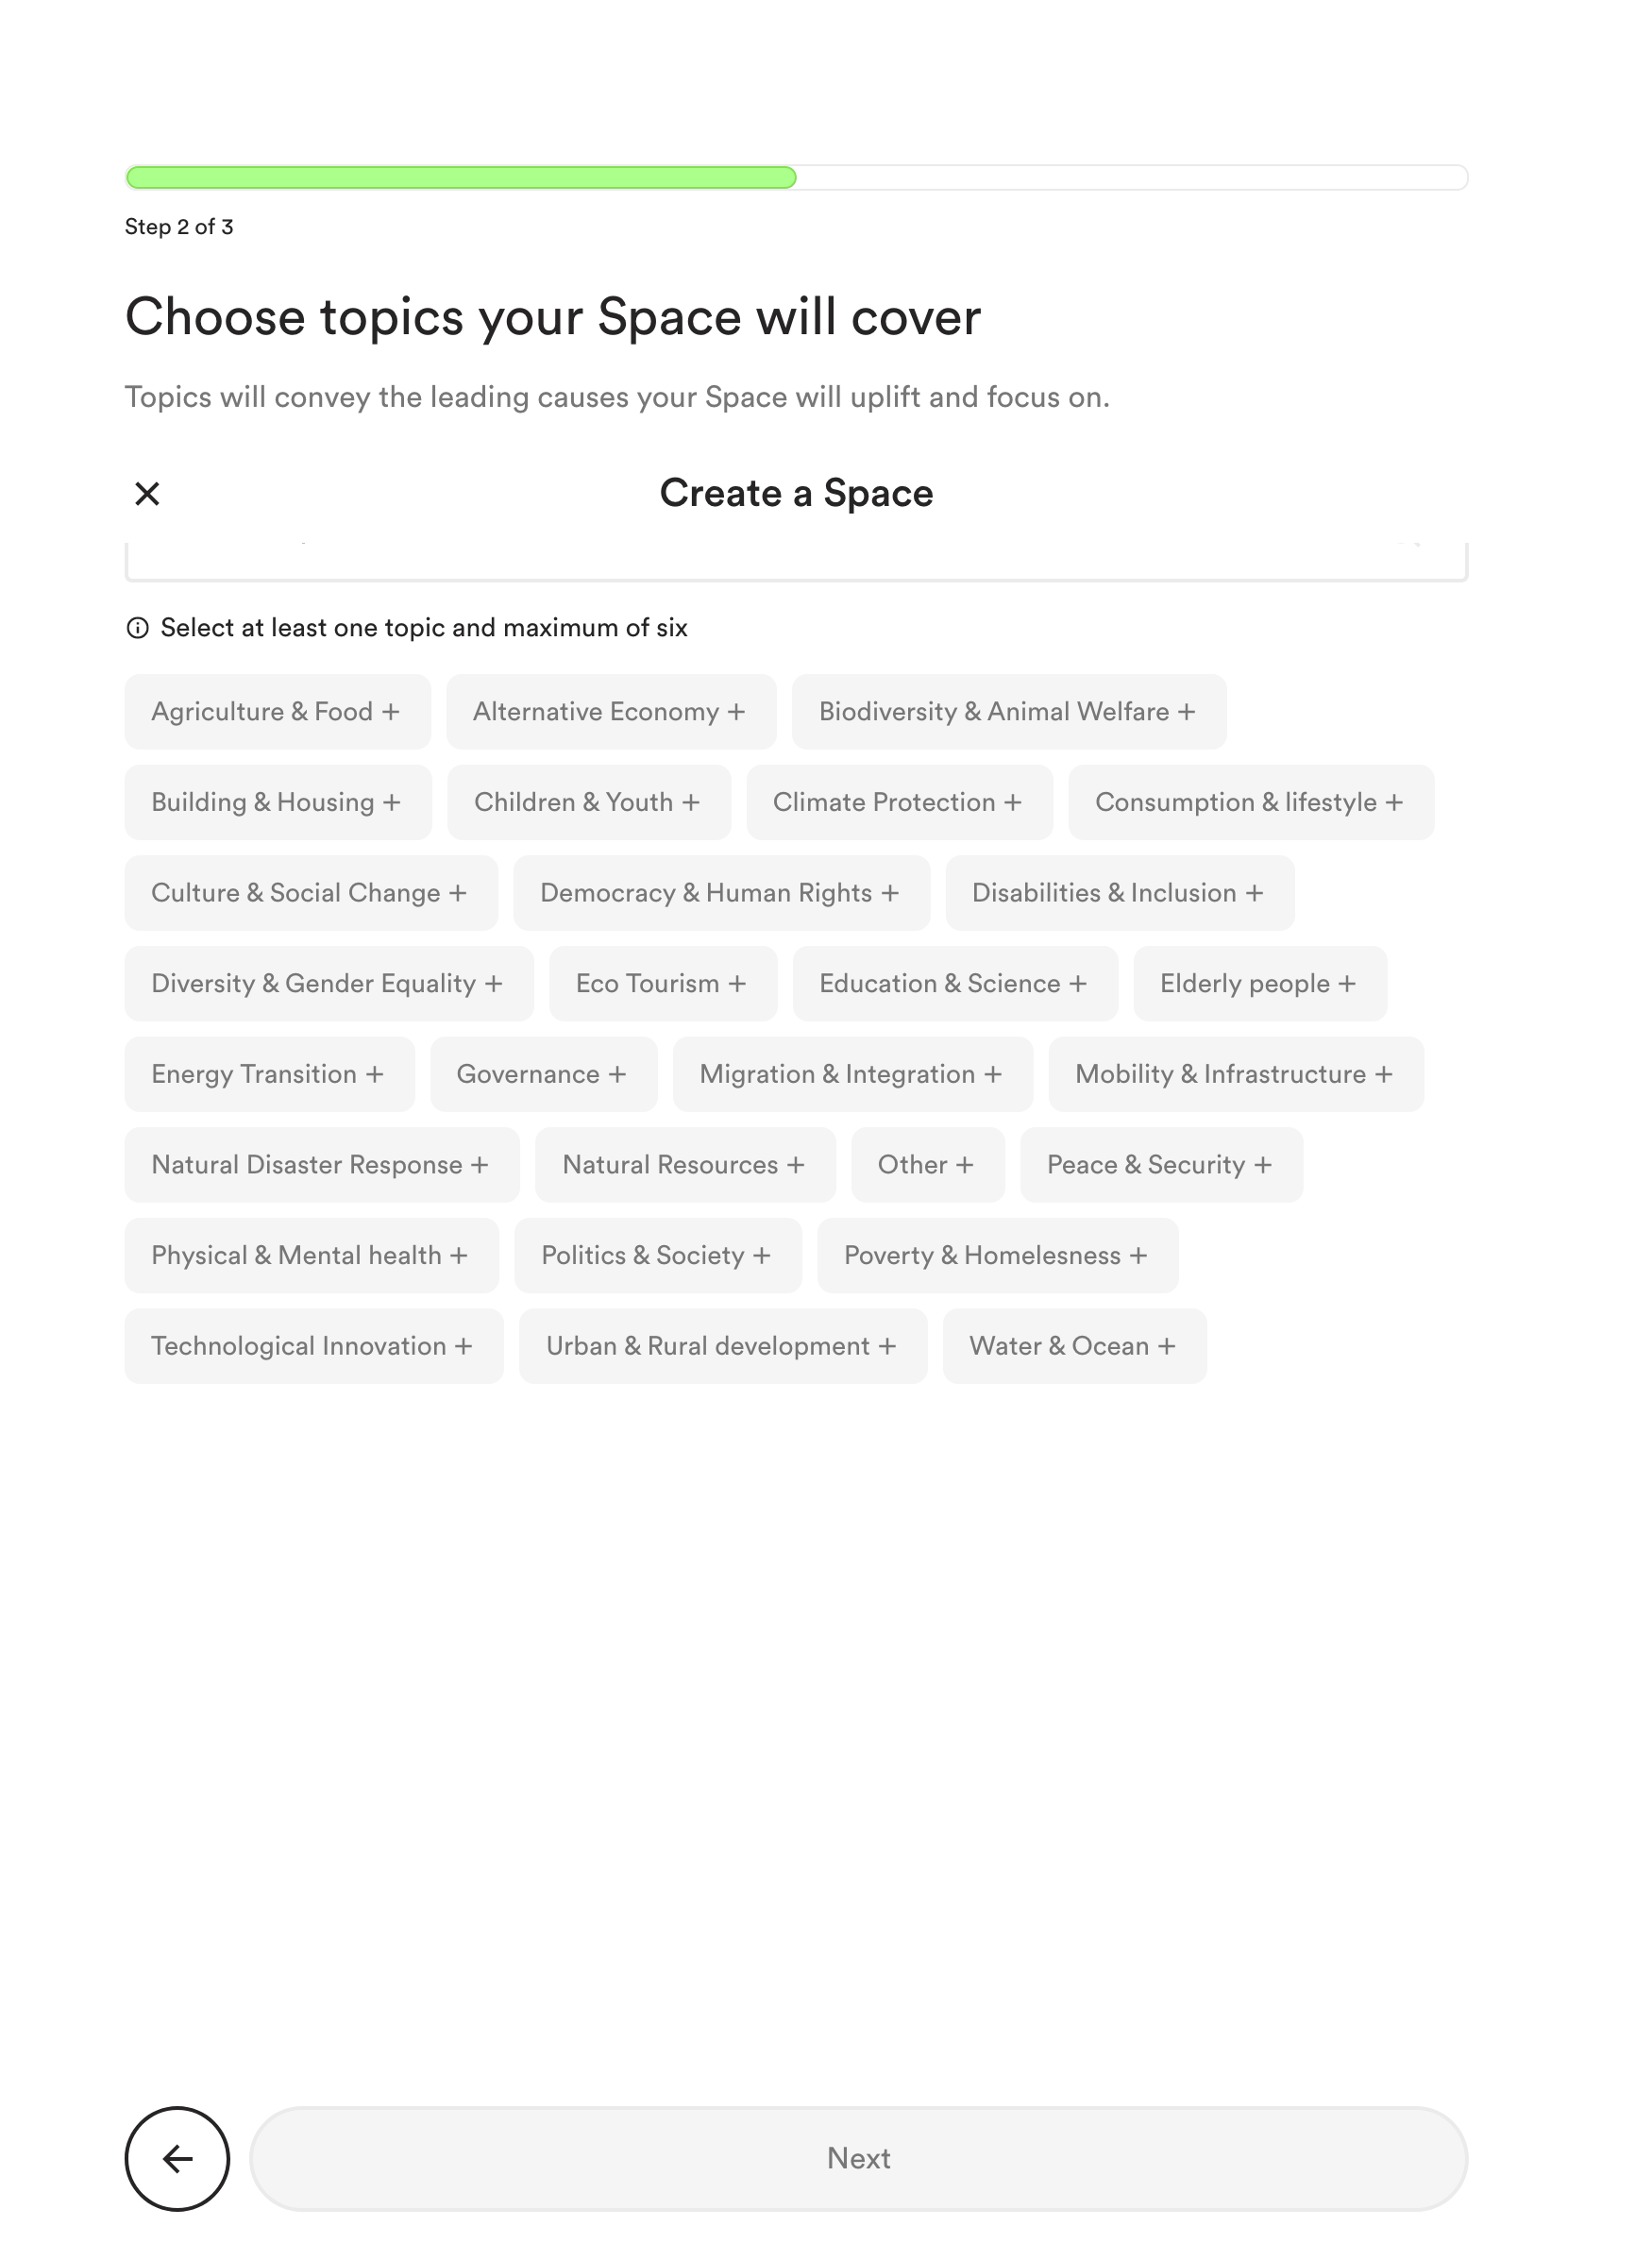 Step 2 of 3
Choose topics your Space will cover
Topics will convey the leading causes your Space will uplift and focus on.
Create a Space
Select at least one topic and maximum of six
Agriculture & Food + Alternative Economy + Biodiversity & Animal Welfare +
Building & Housing + Children & Youth + Climate Protection + Consumption & lifestyle +
Culture & Social Change + Democracy & Human Rights + Disabilities & Inclusion +
Diversity & Gender Equality + Eco Tourism + Education & Science + Elderly people +
Energy Transition + Governance + Migration & Integration + Mobility & Infrastructure +
Natural Disaster Response + Natural Resources + Other + Peace & Security +
Physical & Mental health + Politics & Society + Poverty & Homelesness +
Technological Innovation + Urban & Rural development + Water & Ocean +
Next